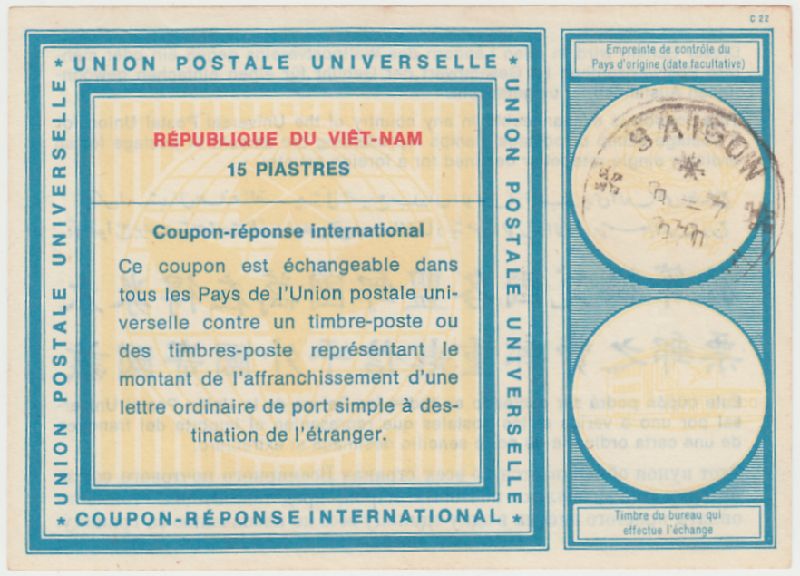 C 22
* UNION POSTALE UNIVERSELLE *
UNION POSTALE UNIVERSELLE
UNION POSTALE UNIVERSELLE
RÉPUBLIQUE DU VIÊT-NAM
15 PIASTRES
Coupon-réponse international
Ce coupon est échangeable dans
tous les Pays de l'Union postale uni-
verselle contre un timbre-poste ou
des timbres-poste représentant le
montant de l'affranchissement d'une
lettre ordinaire de port simple à des-
tination de l'étranger.
* COUPON-RÉPONSE INTERNATIONAL *
Empreinte de contrôle du
Pays d'origine (date facultative)
SAIGON
Timbre du bureau qui
effectue l'échange